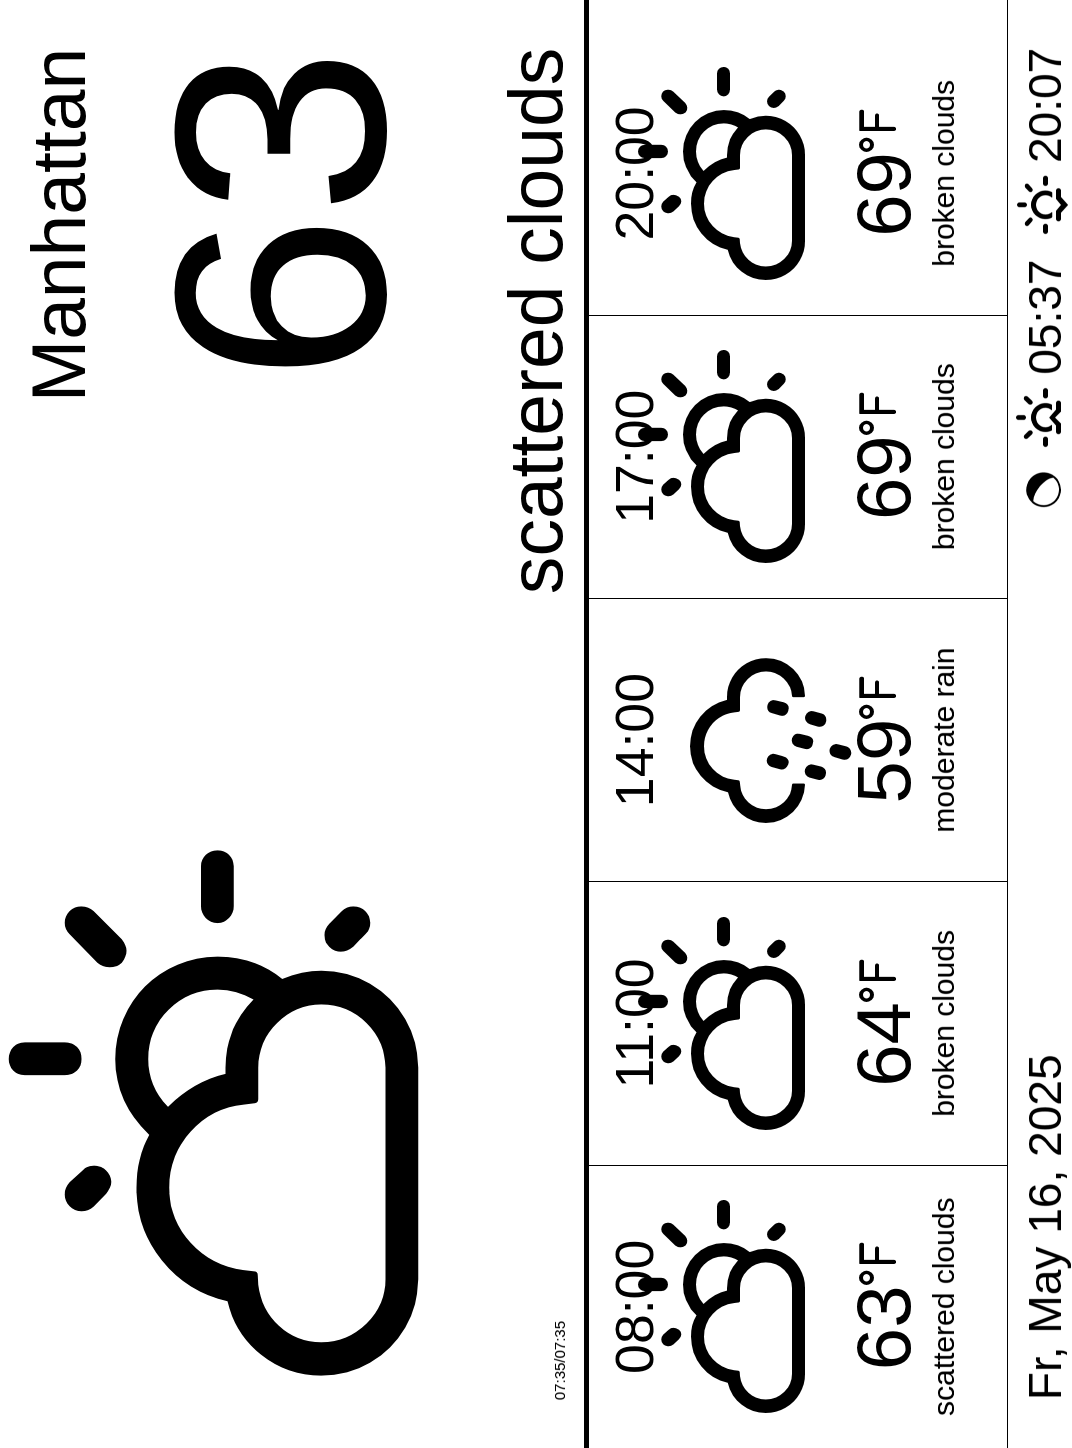 Manhattan
63
scattered clouds
07:35/07:35
08:00
63°F
scattered clouds
11:00
64°F
broken clouds
14:00
59°F
moderate rain
17:00
69°F
broken clouds
20:00
69°F
broken clouds
Fr, May 16, 2025
05:37
20:07